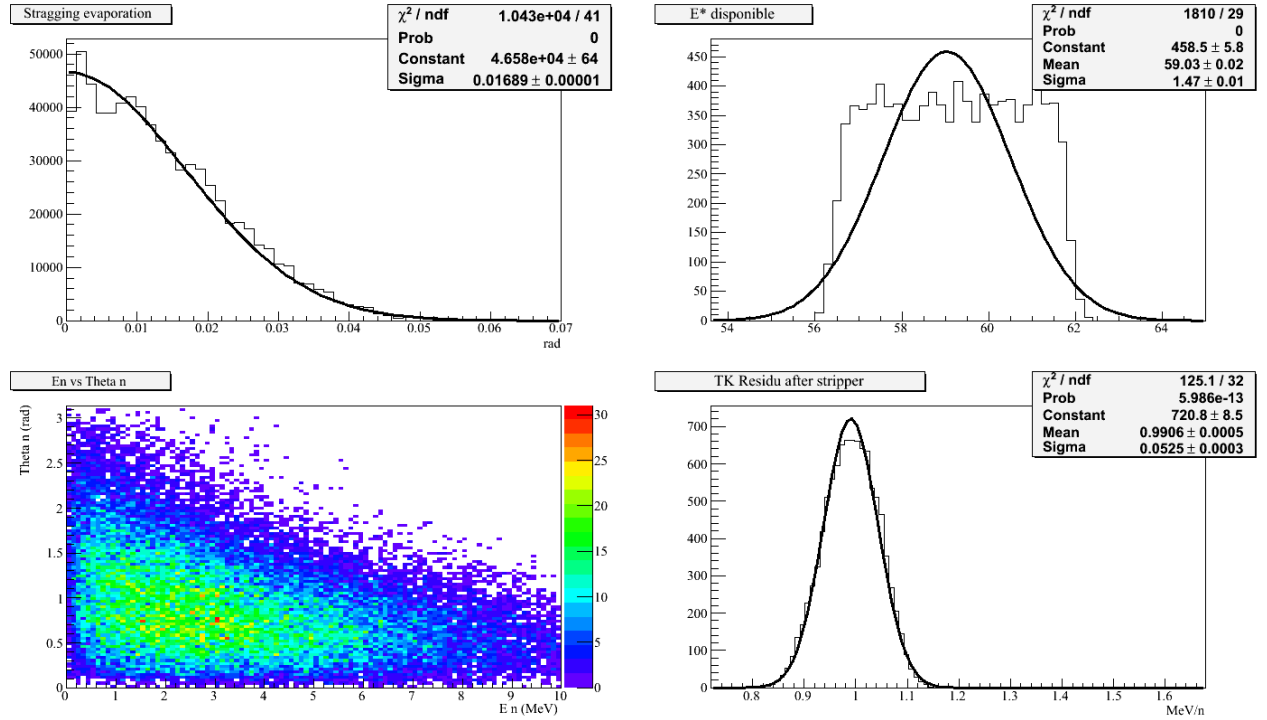 Stragging evaporation
χ² / ndf 1.043e+04 / 41
Prob 0
Constant 4.658e+04 ± 64
Sigma 0.01689 ± 0.00001
50000
40000
30000
20000
10000
0
0 0.01 0.02 0.03 0.04 0.05 0.06 0.07
rad
E* disponible
χ² / ndf 1810 / 29
Prob 0
Constant 458.5 ± 5.8
Mean 59.03 ± 0.02
Sigma 1.47 ± 0.01
450
400
350
300
250
200
150
100
50
0
54 56 58 60 62 64
En vs Theta n
Theta n (rad)
3
2.5
2
1.5
1
0.5
0
0 1 2 3 4 5 6 7 8 9 10
E n (MeV)
30
25
20
15
10
5
0
TK Residu after stripper
χ² / ndf 125.1 / 32
Prob 5.986e-13
Constant 720.8 ± 8.5
Mean 0.9906 ± 0.0005
Sigma 0.0525 ± 0.0003
700
600
500
400
300
200
100
0
0.8 0.9 1 1.1 1.2 1.3 1.4 1.5 1.6
MeV/n